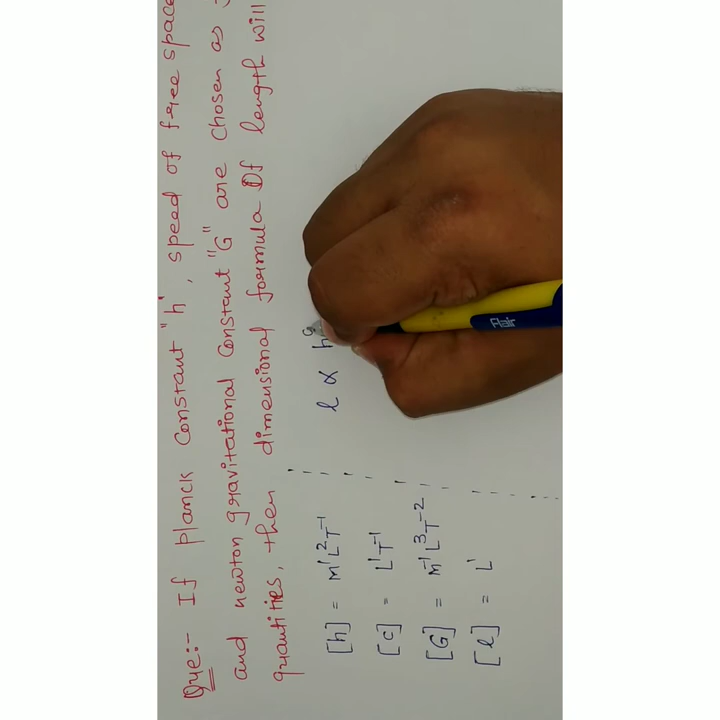 Que:- If planck constant "h", speed of free space
and newton gravitational constant "G" are chosen as
quantities, then dimensional formula Of length will
[h] = M¹L²T⁻¹
[c] = L¹T⁻¹
[G] = M⁻¹L³T⁻²
[l] = L¹
l ∝ hᵃ
Flair